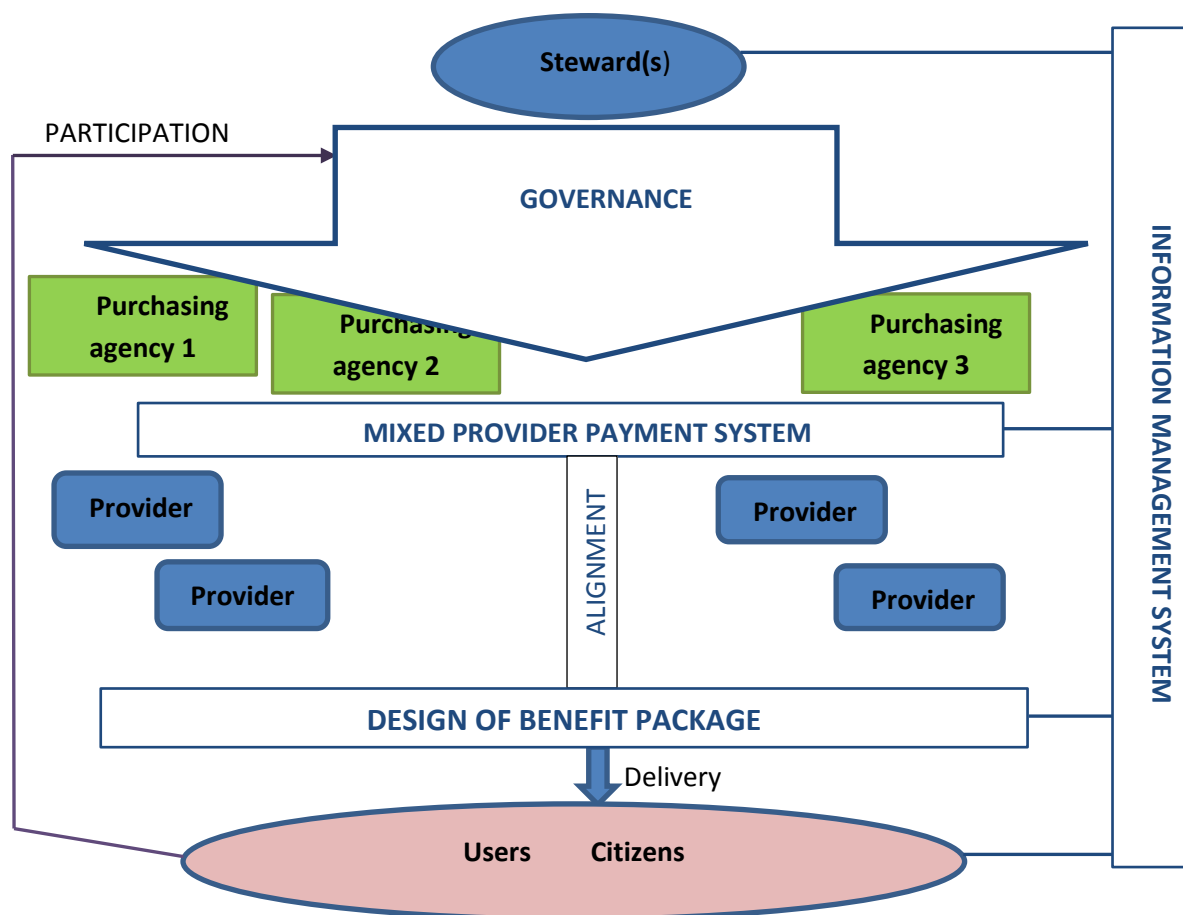 Steward(s)
PARTICIPATION
GOVERNANCE
Purchasing
agency 1
Purchasing
agency 2
Purchasing
agency 3
MIXED PROVIDER PAYMENT SYSTEM
Provider
Provider
ALIGNMENT
Provider
Provider
DESIGN OF BENEFIT PACKAGE
Delivery
Users Citizens
INFORMATION MANAGEMENT SYSTEM